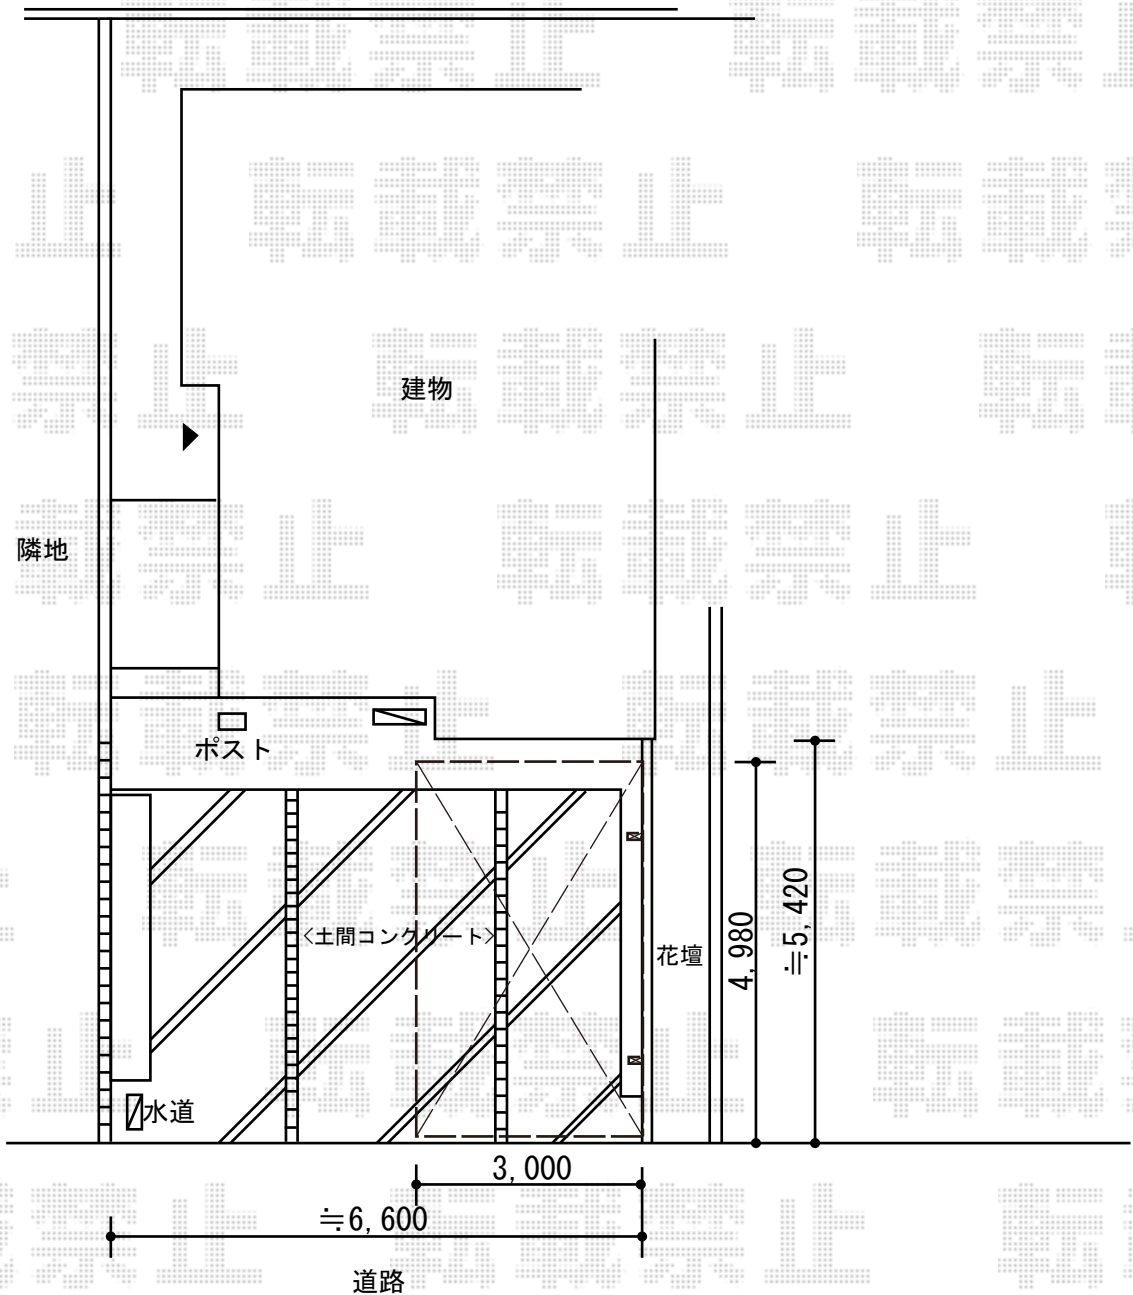 建物
隣地
ポスト
<土間コンクリート>
花壇
4,980
≒5,420
水道
3,000
≒6,600
道路
転載禁止